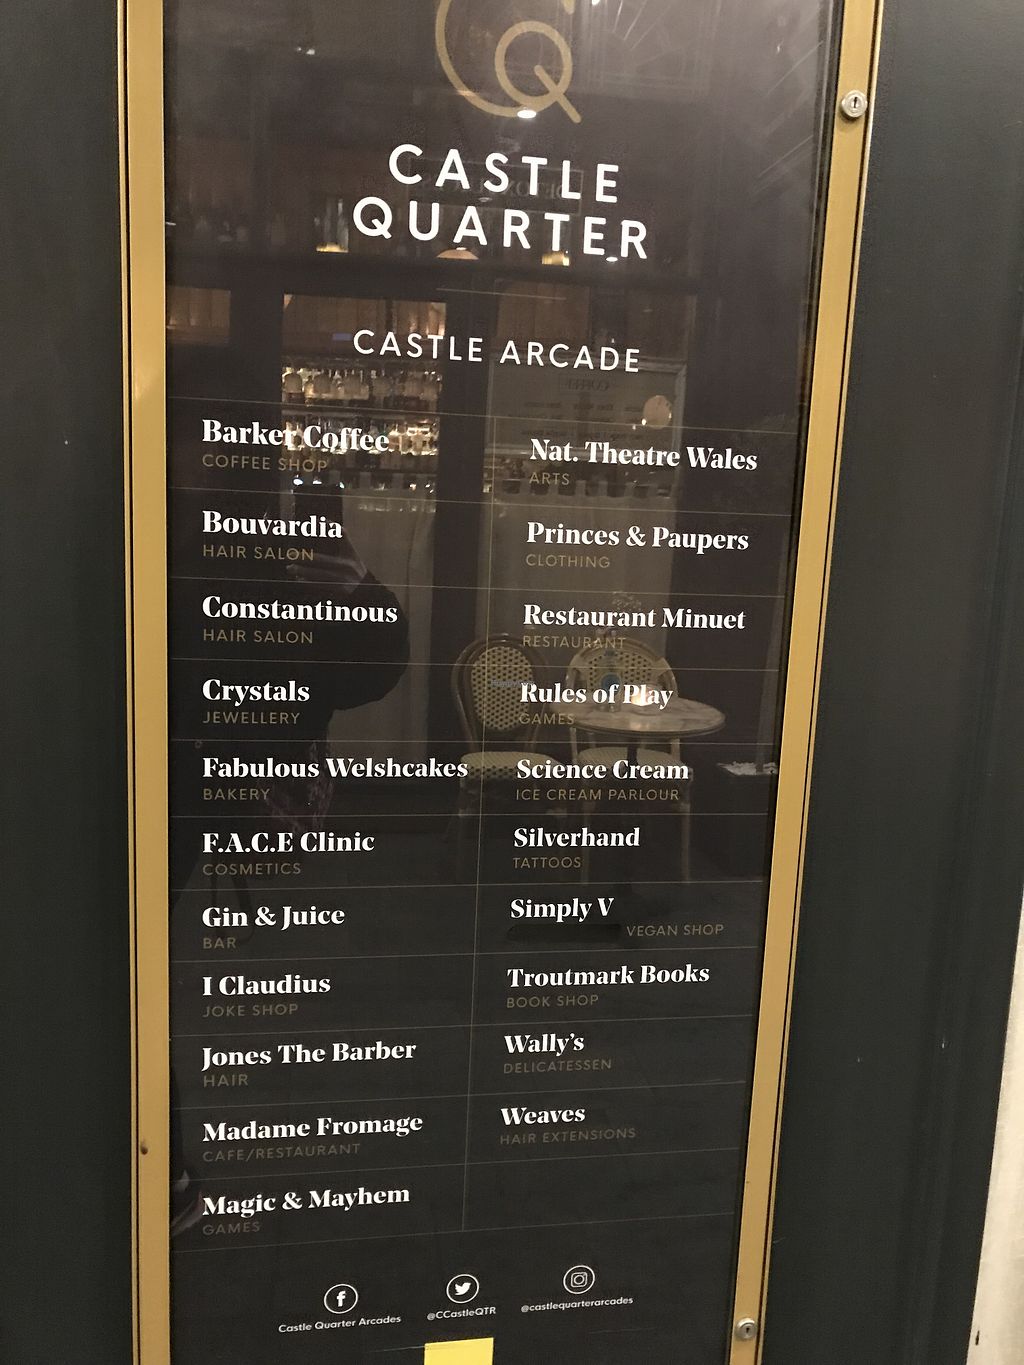 CASTLE
QUARTER
CASTLE ARCADE
Barker Coffee
COFFEE SHOP
Bouvardia
HAIR SALON
Constantinous
HAIR SALON
Crystals
JEWELLERY
Fabulous Welshcakes
BAKERY
F.A.C.E Clinic
COSMETICS
Gin & Juice
BAR
I Claudius
JOKE SHOP
Jones The Barber
HAIR
Madame Fromage
CAFE/RESTAURANT
Magic & Mayhem
GAMES
Nat. Theatre Wales
ARTS
Princes & Paupers
CLOTHING
Restaurant Minuet
RESTAURANT
Rules of Play
GAMES
Science Cream
ICE CREAM PARLOUR
Silverhand
TATTOOS
Simply V
VEGAN SHOP
Troutmark Books
BOOK SHOP
Wally's
DELICATESSEN
Weaves
HAIR EXTENSIONS
Castle Quarter Arcades
@CCastleQTR
@castlequarterarcades